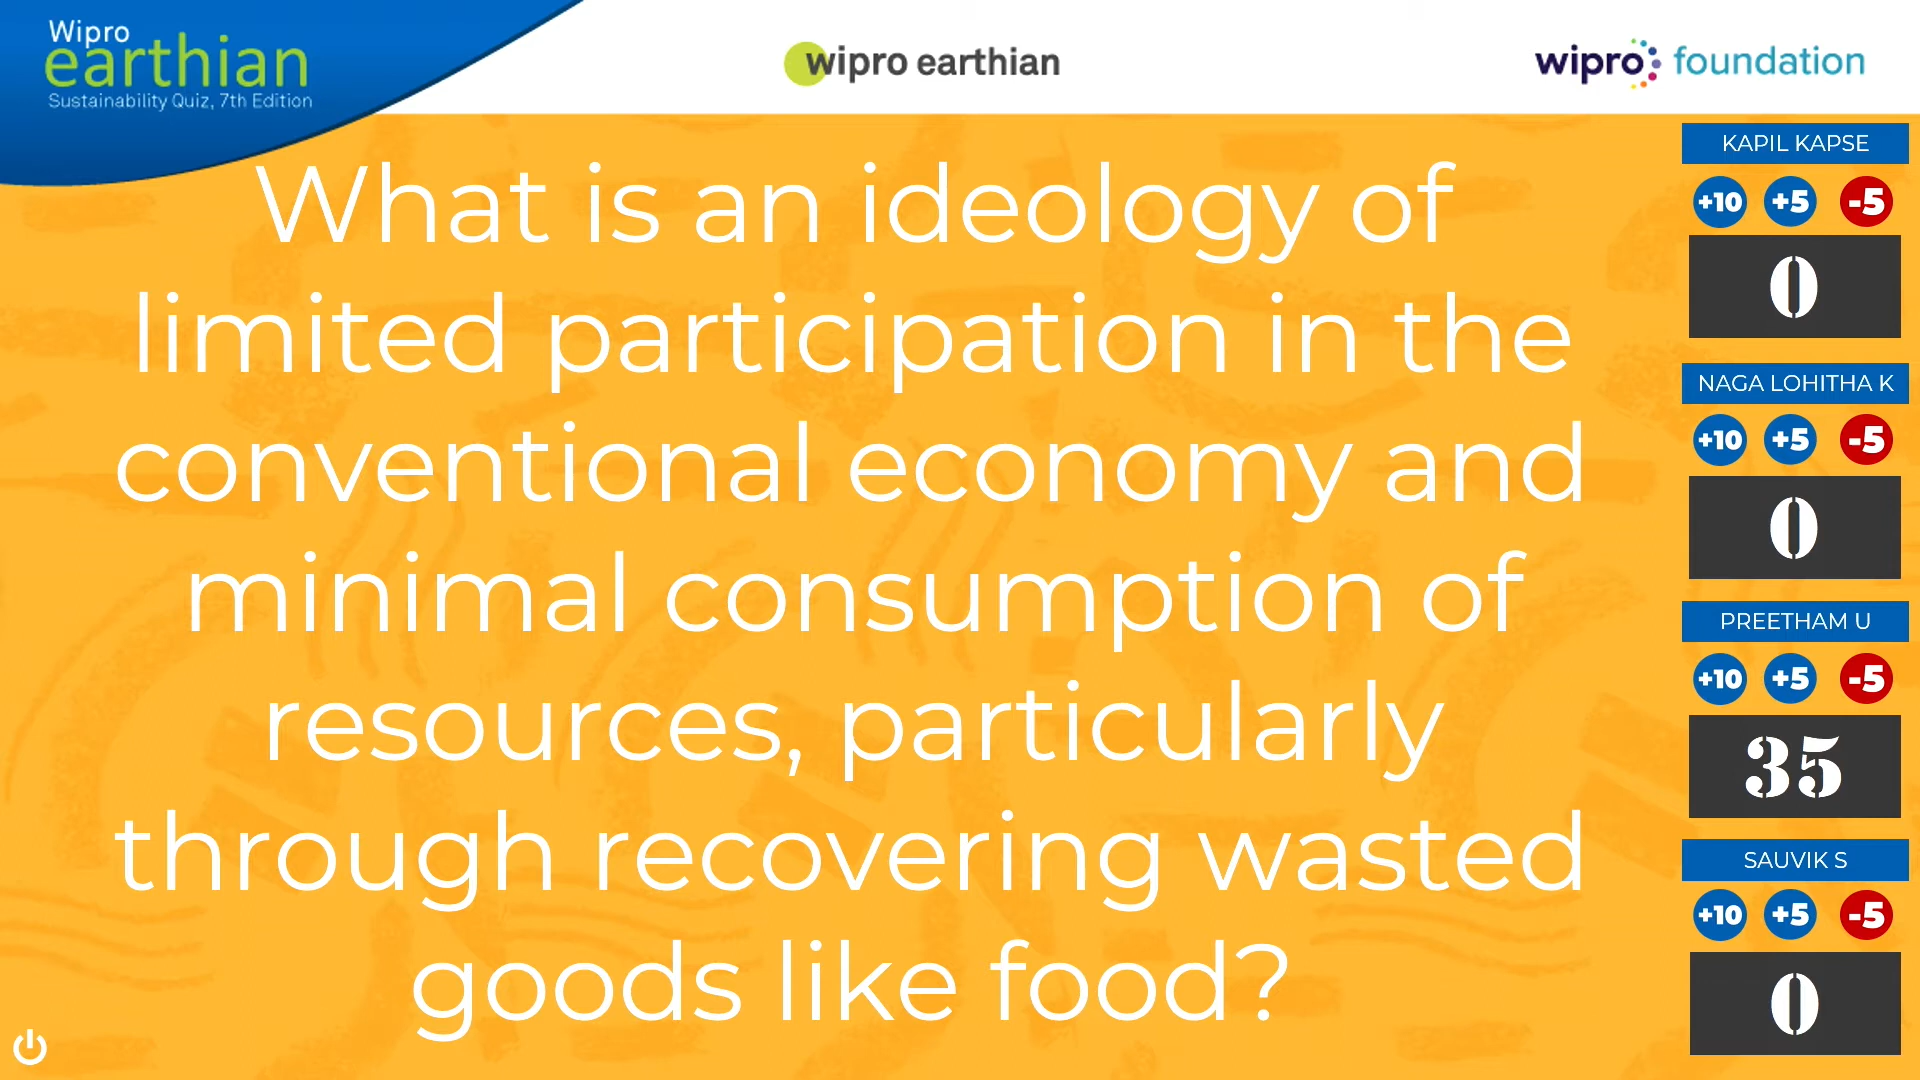 Wipro
earthian
Sustainability Quiz, 7th Edition
wipro earthian
wipro foundation
What is an ideology of
limited participation in the
conventional economy and
minimal consumption of
resources, particularly
through recovering wasted
goods like food?
KAPIL KAPSE
+10 +5 -5
0
NAGA LOHITHA K
+10 +5 -5
0
PREETHAM U
+10 +5 -5
35
SAUVIK S
+10 +5 -5
0